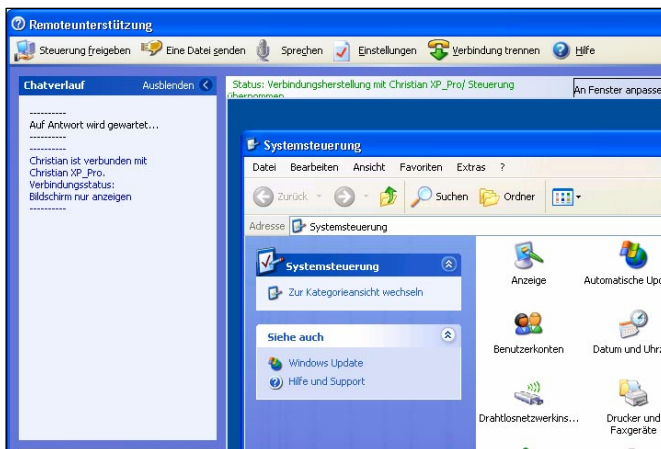 Remoteunterstützung
Steuerung freigeben Eine Datei senden Sprechen Einstellungen Verbindung trennen Hilfe
Chatverlauf Ausblenden
----------
Auf Antwort wird gewartet...
----------
----------
Christian ist verbunden mit
Christian XP_Pro.
Verbindungsstatus:
Bildschirm nur anzeigen
----------
Status: Verbindungsherstellung mit Christian XP_Pro/ Steuerung
übernommen
An Fenster anpasse
Systemsteuerung
Datei Bearbeiten Ansicht Favoriten Extras ?
Zurück Suchen Ordner
Adresse Systemsteuerung
Systemsteuerung
Zur Kategorieansicht wechseln
Siehe auch
Windows Update
Hilfe und Support
Anzeige Automatische Upd
Benutzerkonten Datum und Uhrz
Drahtlosnetzwerkins... Drucker und
Faxgeräte